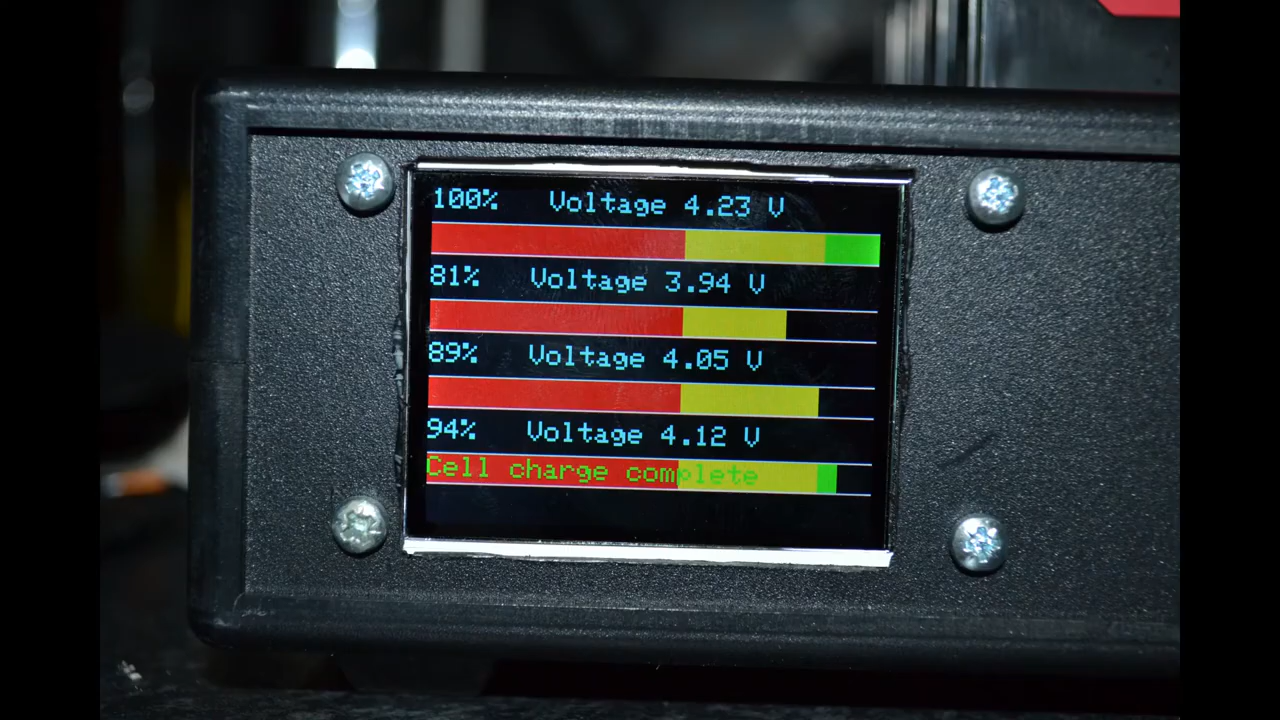 100% Voltage 4.23 V
81% Voltage 3.94 V
89% Voltage 4.05 V
94% Voltage 4.12 V
Cell charge complete